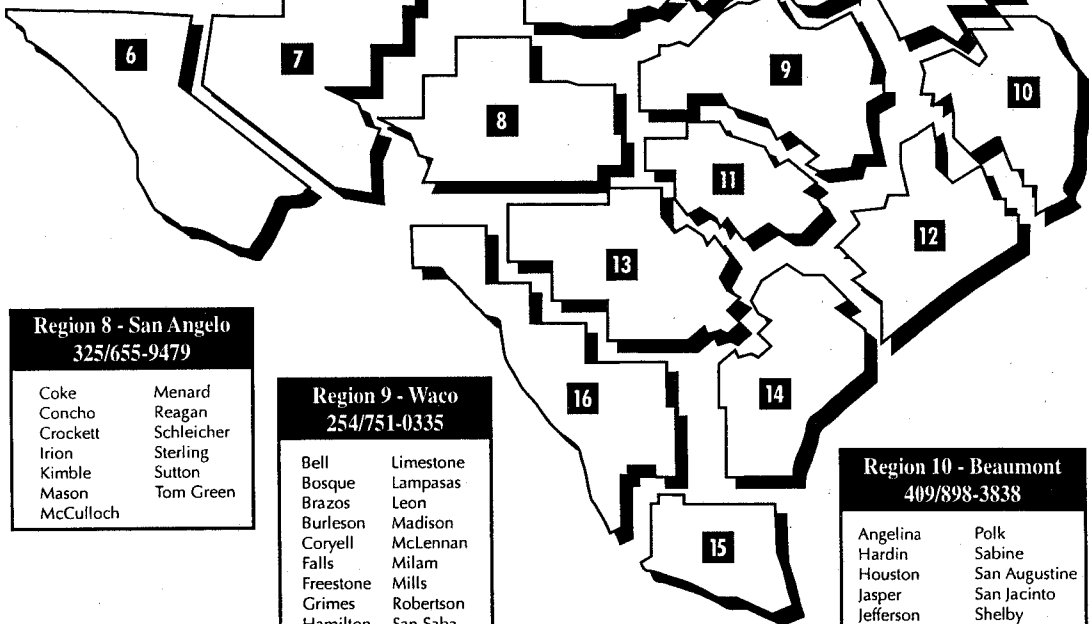 6
7
8
9
10
11
12
13
14
15
16
Region 8 - San Angelo
325/655-9479
Coke Menard
Concho Reagan
Crockett Schleicher
Irion Sterling
Kimble Sutton
Mason Tom Green
McCulloch
Region 9 - Waco
254/751-0335
Bell Limestone
Bosque Lampasas
Brazos Leon
Burleson Madison
Coryell McLennan
Falls Milam
Freestone Mills
Grimes Robertson
Hamilton San Saba
Region 10 - Beaumont
409/898-3838
Angelina Polk
Hardin Sabine
Houston San Augustine
Jasper San Jacinto
Jefferson Shelby